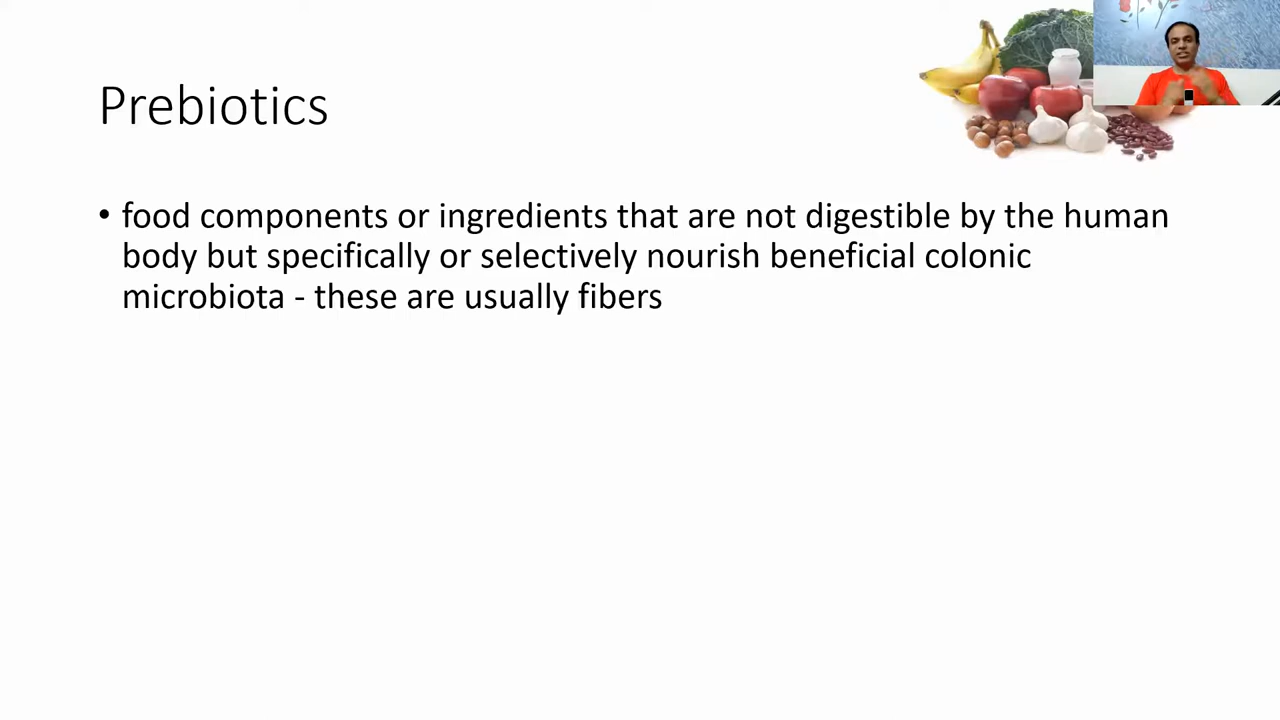 Prebiotics
• food components or ingredients that are not digestible by the human
body but specifically or selectively nourish beneficial colonic
microbiota - these are usually fibers